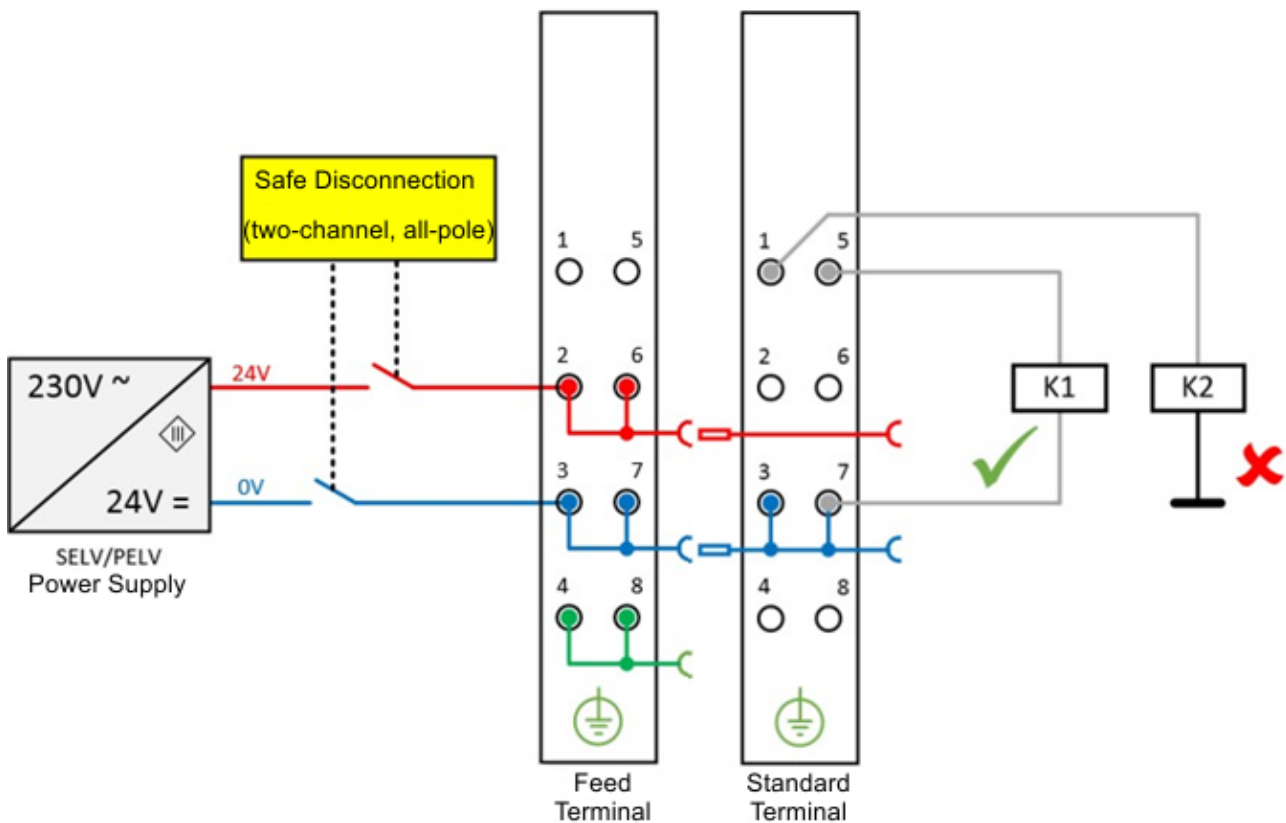 Safe Disconnection
(two-channel, all-pole)
230V ~
III
24V =
SELV/PELV
Power Supply
24V
0V
1 5
2 6
3 7
4 8
Feed
Terminal
1 5
2 6
3 7
4 8
Standard
Terminal
K1
K2